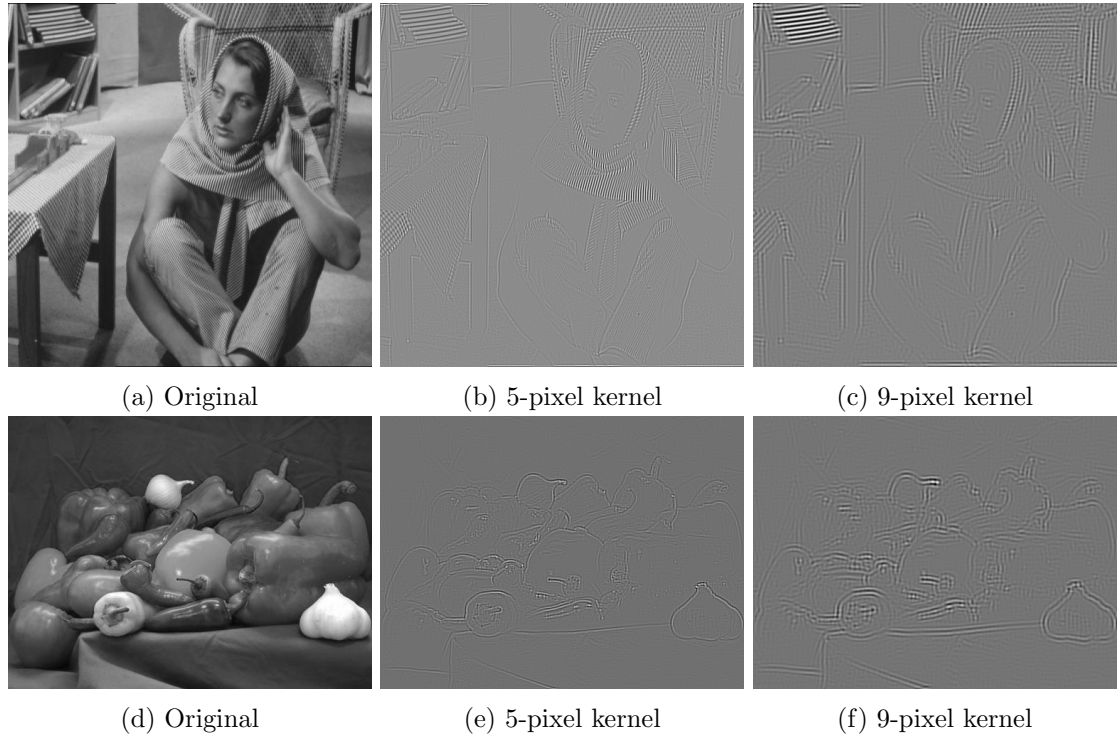 (a) Original
(b) 5-pixel kernel
(c) 9-pixel kernel
(d) Original
(e) 5-pixel kernel
(f) 9-pixel kernel